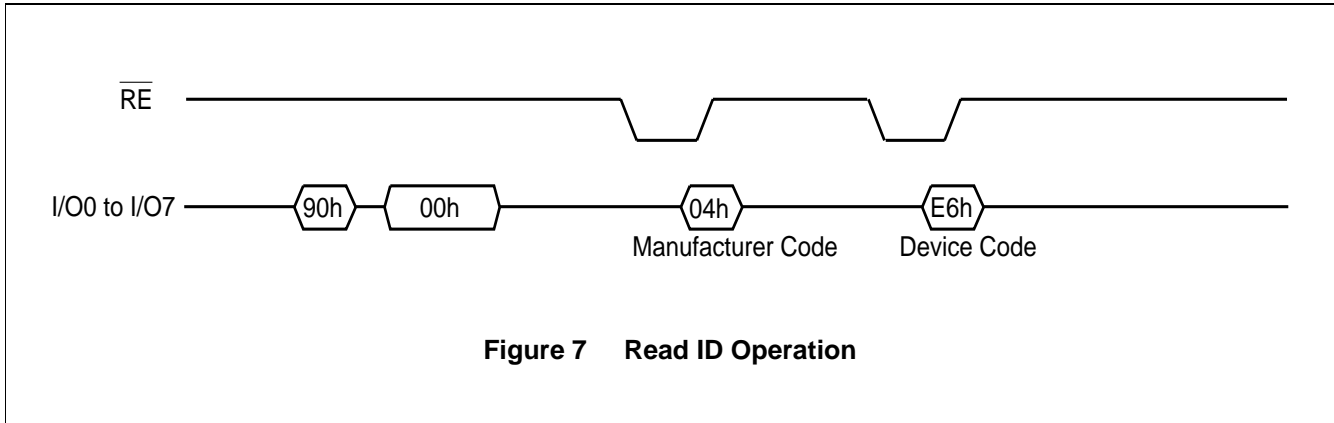 RE
I/O0 to I/O7 90h 00h 04h E6h
Manufacturer Code Device Code
Figure 7 Read ID Operation